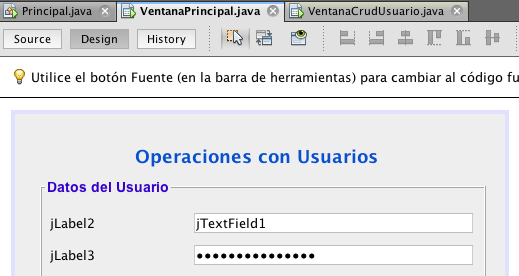 Principal.java VentanaPrincipal.java VentanaCrudUsuario.java
Source Design History
Utilice el botón Fuente (en la barra de herramientas) para cambiar al código fu
Operaciones con Usuarios
Datos del Usuario
jLabel2 jTextField1
jLabel3 •••••••••••••••